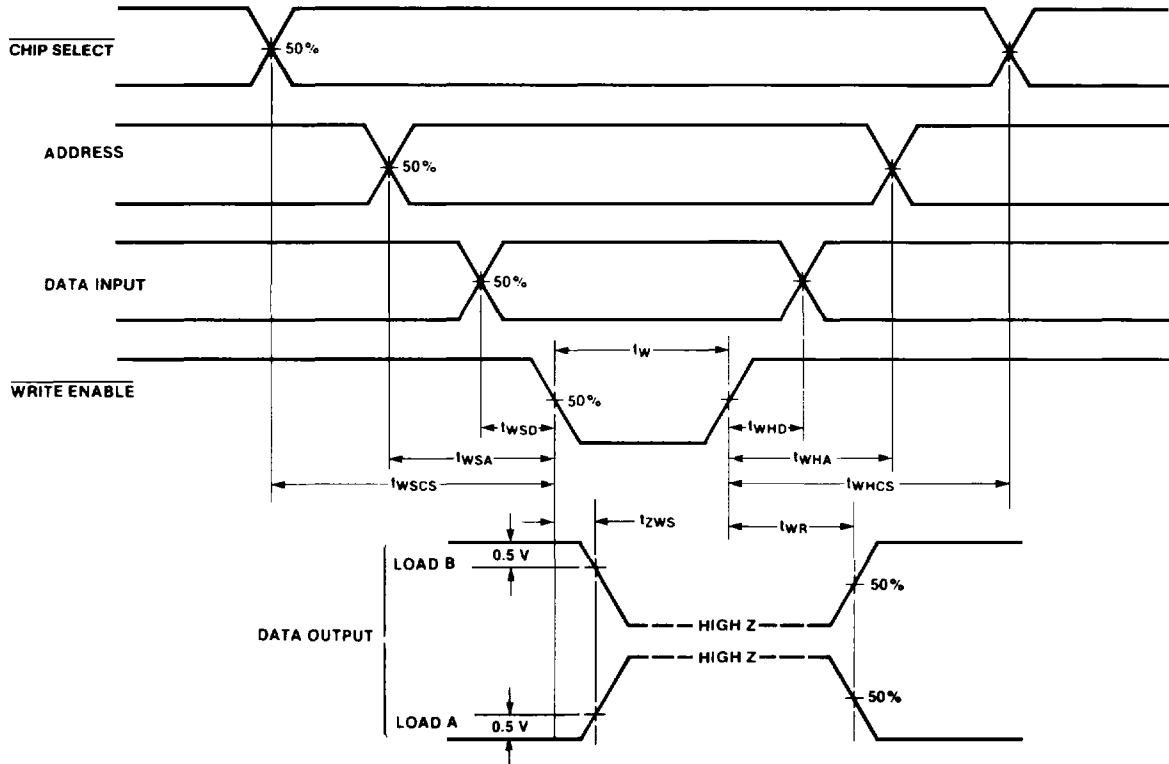 CHIP SELECT
50%
ADDRESS
50%
DATA INPUT
50%
tW
WRITE ENABLE
50%
tWSD
tWHD
tWSA
tWHA
tWSCS
tWHCS
tZWS
tWR
0.5 V
LOAD B
50%
HIGH Z
DATA OUTPUT
HIGH Z
50%
LOAD A
0.5 V